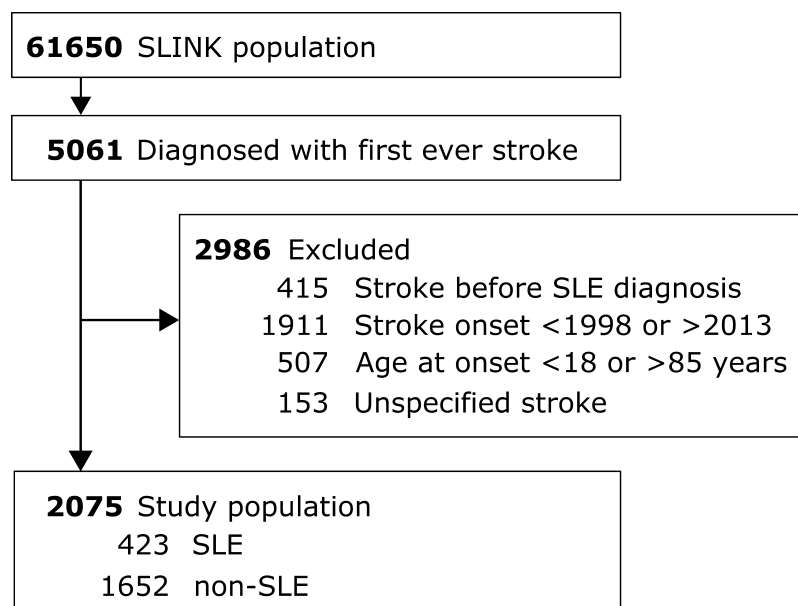 61650 SLINK population
5061 Diagnosed with first ever stroke
2986 Excluded
415 Stroke before SLE diagnosis
1911 Stroke onset <1998 or >2013
507 Age at onset <18 or >85 years
153 Unspecified stroke
2075 Study population
423 SLE
1652 non-SLE